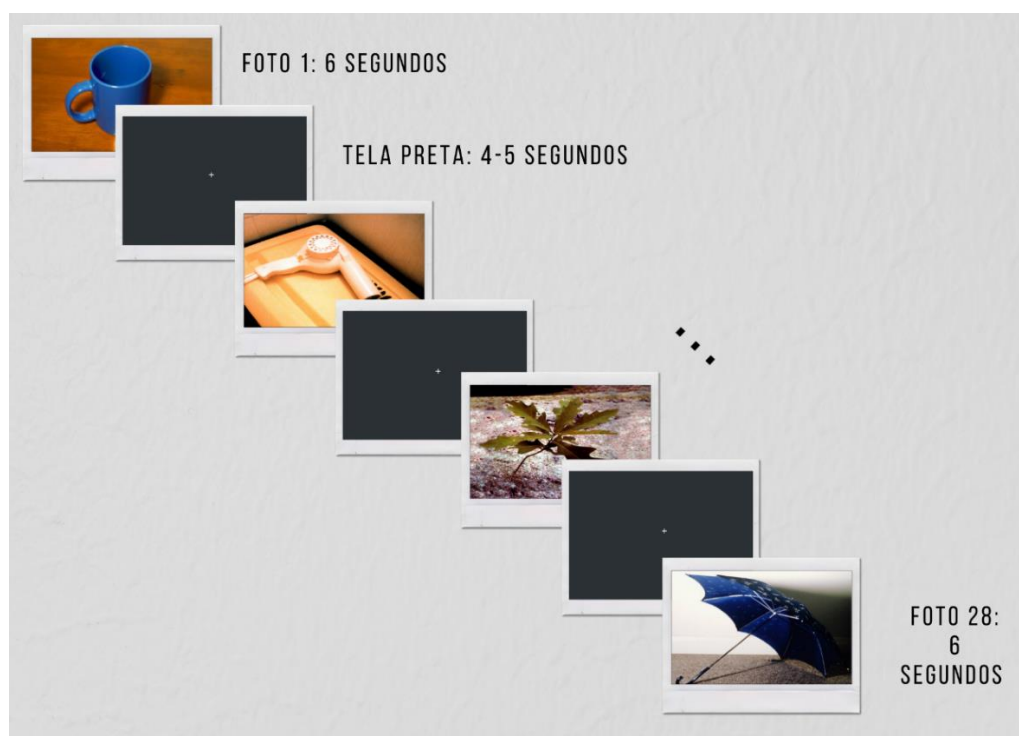 FOTO 1: 6 SEGUNDOS
TELA PRETA: 4-5 SEGUNDOS
FOTO 28:
6
SEGUNDOS